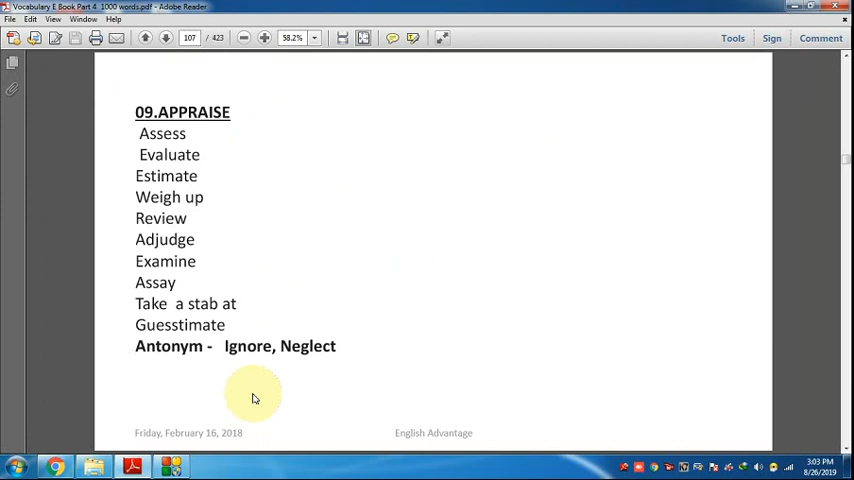 Vocabulary E Book Part 4 1000 words.pdf - Adobe Reader
File Edit View Window Help
107 / 423 58.2% Tools Sign Comment
09.APPRAISE
Assess
Evaluate
Estimate
Weigh up
Review
Adjudge
Examine
Assay
Take a stab at
Guesstimate
Antonym - Ignore, Neglect
Friday, February 16, 2018 English Advantage
3:03 PM
8/26/2019